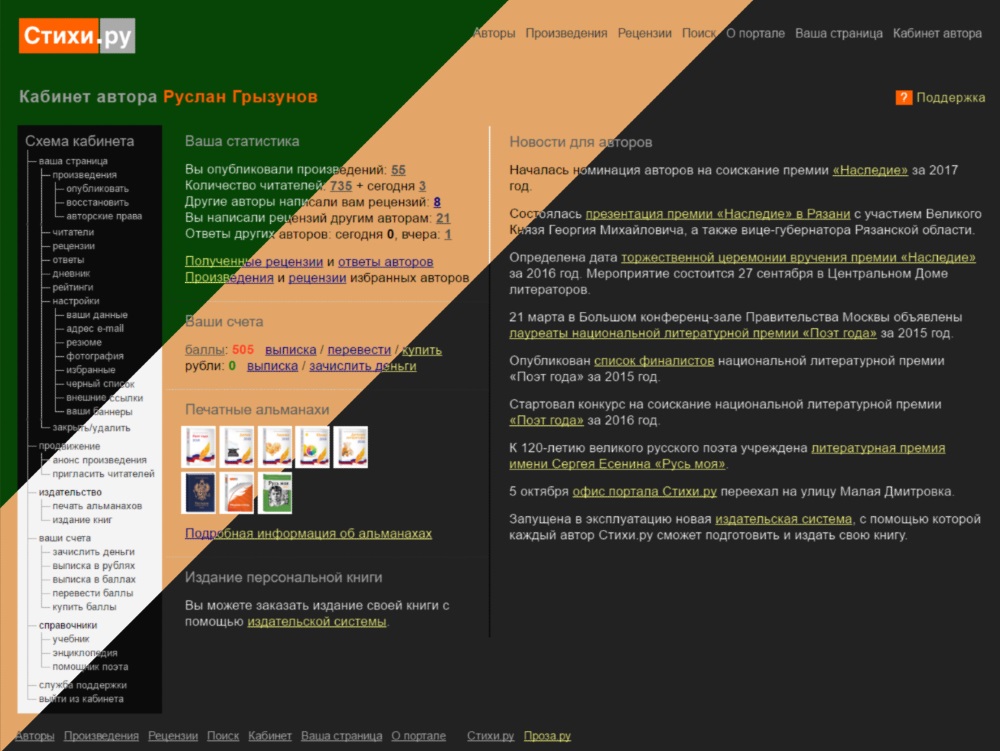 Стихи.ру
Авторы Произведения Рецензии Поиск О портале Ваша страница Кабинет автора
Кабинет автора Руслан Грызунов
? Поддержка
Схема кабинета
ваша страница
произведения
опубликовать
восстановить
авторские права
читатели
рецензии
ответы
дневник
рейтинги
настройки
ваши данные
адрес e-mail
резюме
фотография
избранные
черный список
внешние ссылки
ваши баннеры
закрыть/удалить
продвижение
анонс произведения
пригласить читателей
издательство
печать альманахов
издание книг
ваши счета
зачислить деньги
выписка в рублях
выписка в баллах
перевести баллы
купить баллы
справочники
учебник
энциклопедия
помощник поэта
служба поддержки
выйти из кабинета
Ваша статистика
Вы опубликовали произведений: 55
Количество читателей: 735 + сегодня 3
Другие авторы написали вам рецензий: 8
Вы написали рецензий другим авторам: 21
Ответы других авторов: сегодня 0, вчера: 1
Полученные рецензии и ответы авторов
Произведения и рецензии избранных авторов
Ваши счета
баллы: 505 выписка / перевести / купить
рубли: 0 выписка / зачислить деньги
Печатные альманахи
Русь моя
Подробная информация об альманахах
Издание персональной книги
Вы можете заказать издание своей книги с
помощью издательской системы.
Новости для авторов
Началась номинация авторов на соискание премии «Наследие» за 2017
год.
Состоялась презентация премии «Наследие» в Рязани с участием Великого
Князя Георгия Михайловича, а также вице-губернатора Рязанской области.
Определена дата торжественной церемонии вручения премии «Наследие»
за 2016 год. Мероприятие состоится 27 сентября в Центральном Доме
литераторов.
21 марта в Большом конференц-зале Правительства Москвы объявлены
лауреаты национальной литературной премии «Поэт года» за 2015 год.
Опубликован список финалистов национальной литературной премии
«Поэт года» за 2015 год.
Стартовал конкурс на соискание национальной литературной премии
«Поэт года» за 2016 год.
К 120-летию великого русского поэта учреждена литературная премия
имени Сергея Есенина «Русь моя».
5 октября офис портала Стихи.ру переехал на улицу Малая Дмитровка.
Запущена в эксплуатацию новая издательская система, с помощью которой
каждый автор Стихи.ру сможет подготовить и издать свою книгу.
Авторы Произведения Рецензии Поиск Кабинет Ваша страница О портале Стихи.ру Проза.ру